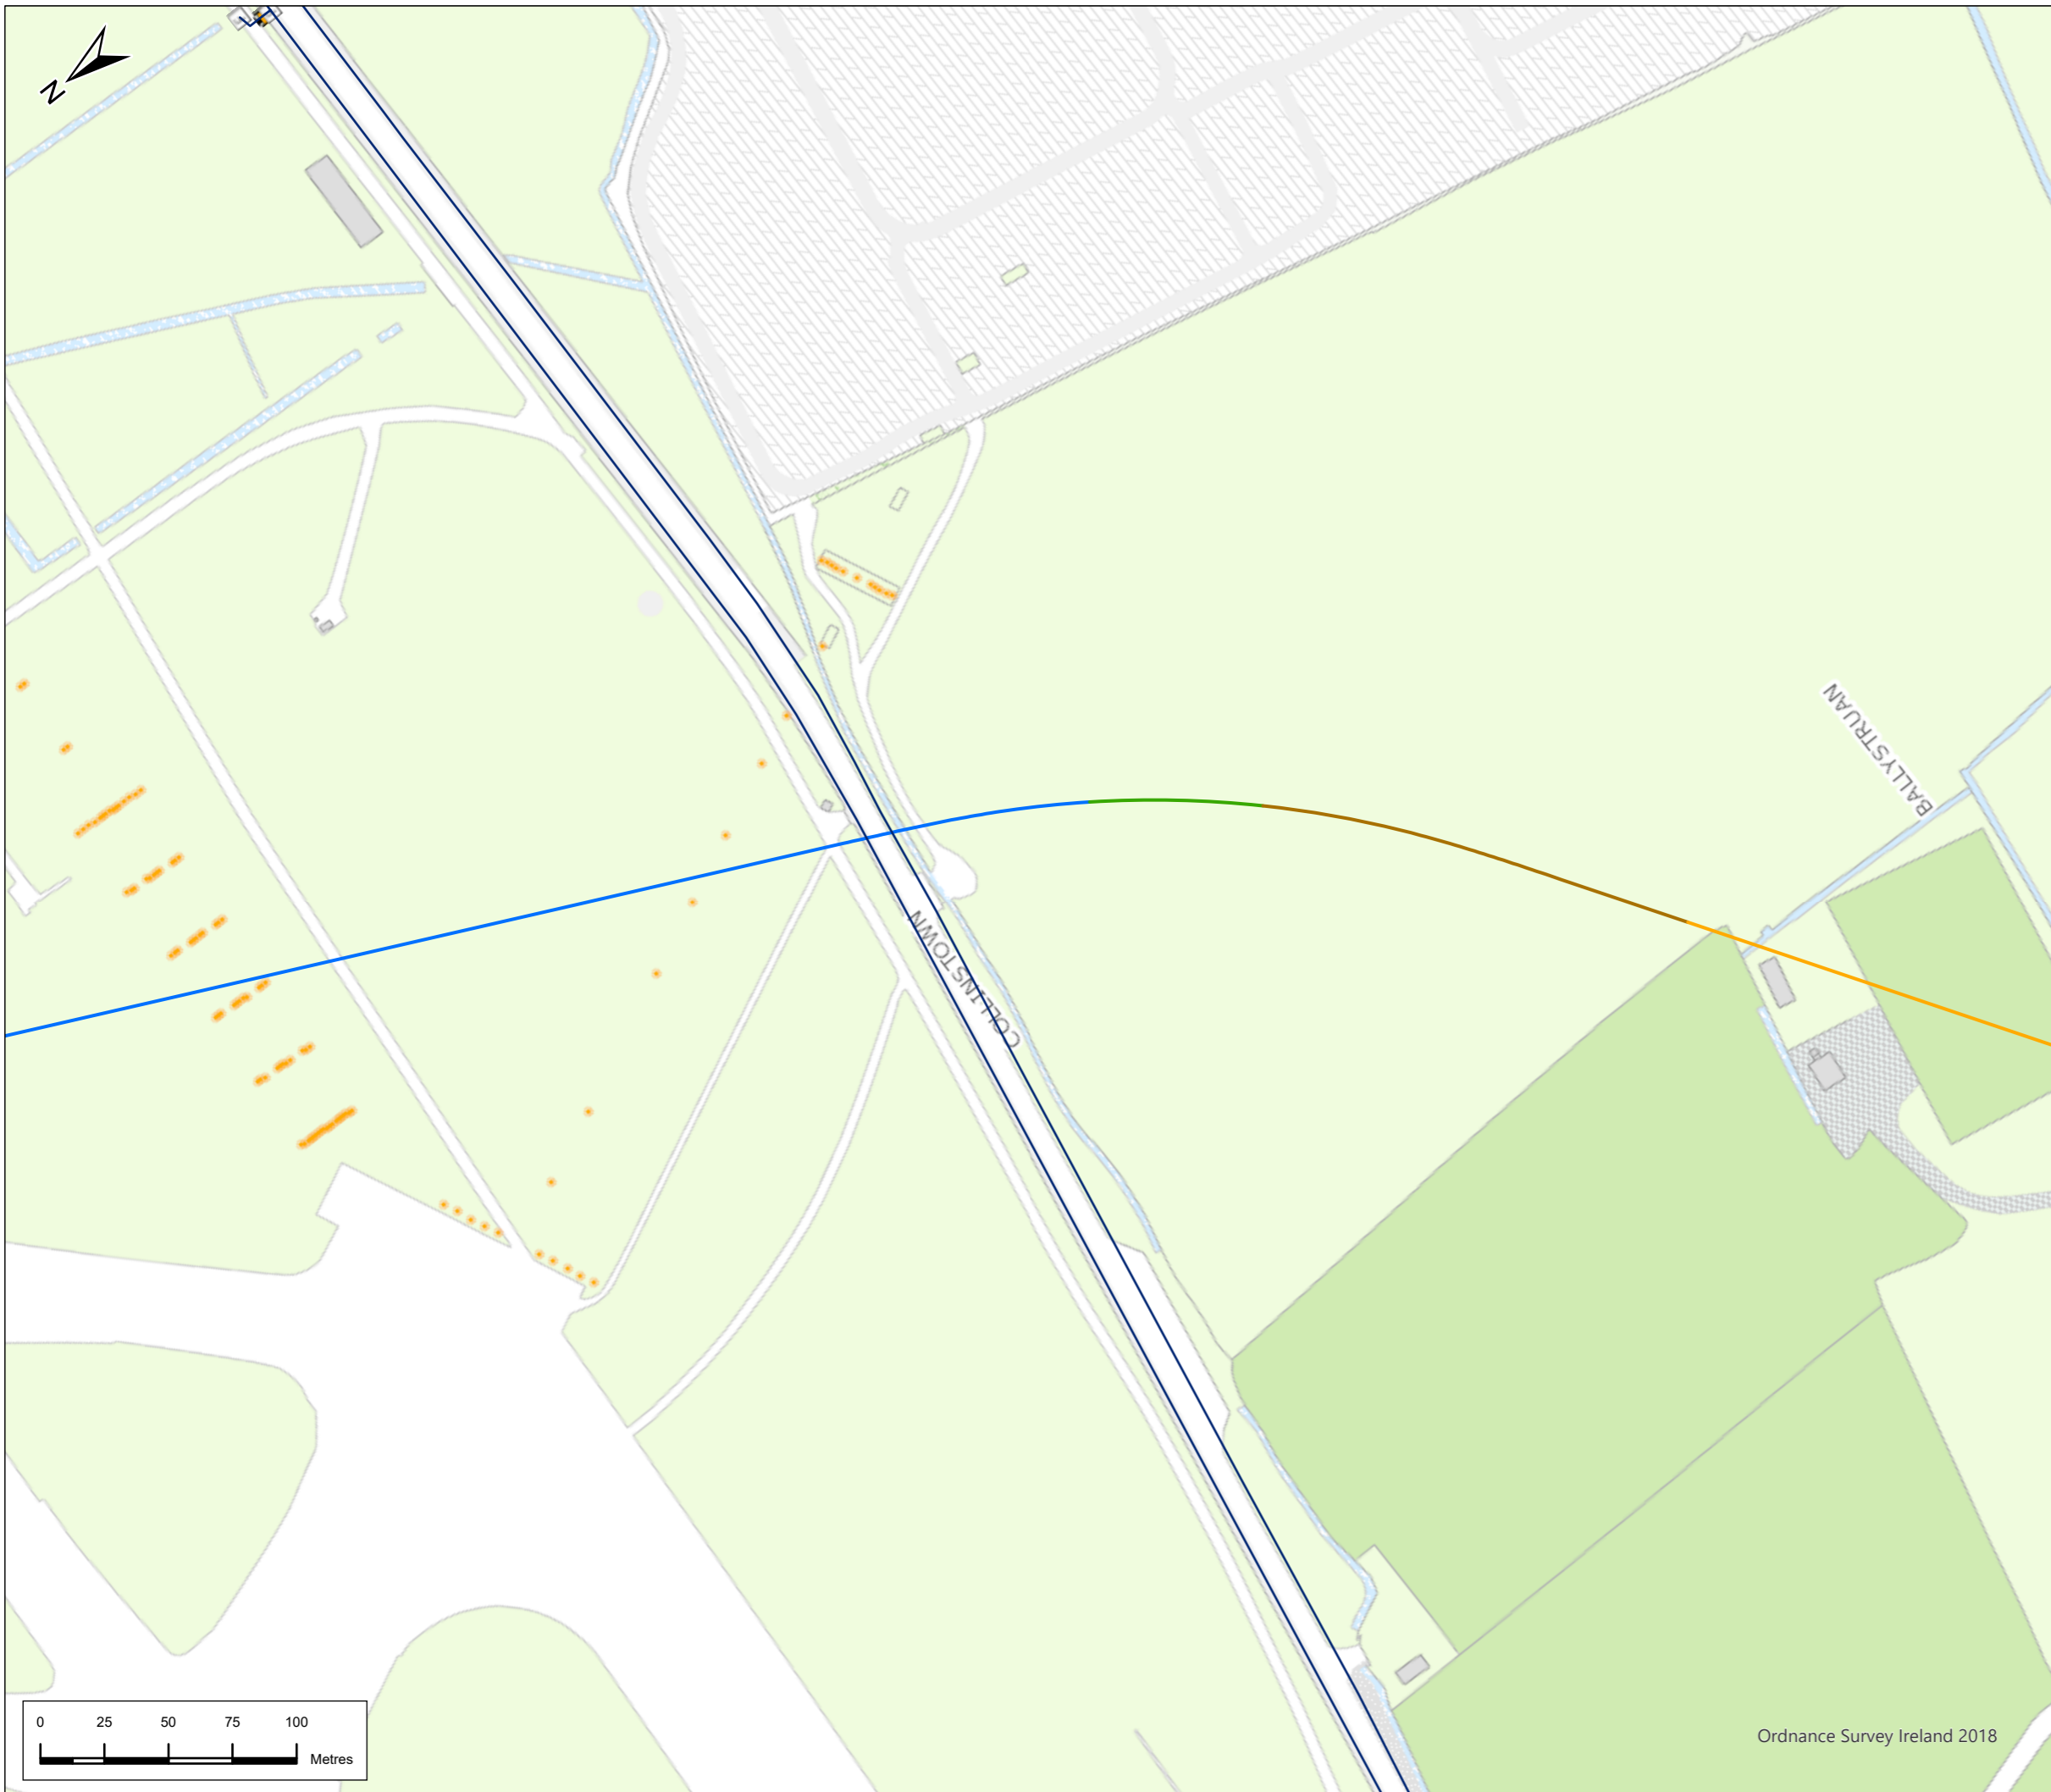 N
BALLYSTRUAN
COLLINSTOWN
0 25 50 75 100
Metres
Ordnance Survey Ireland 2018